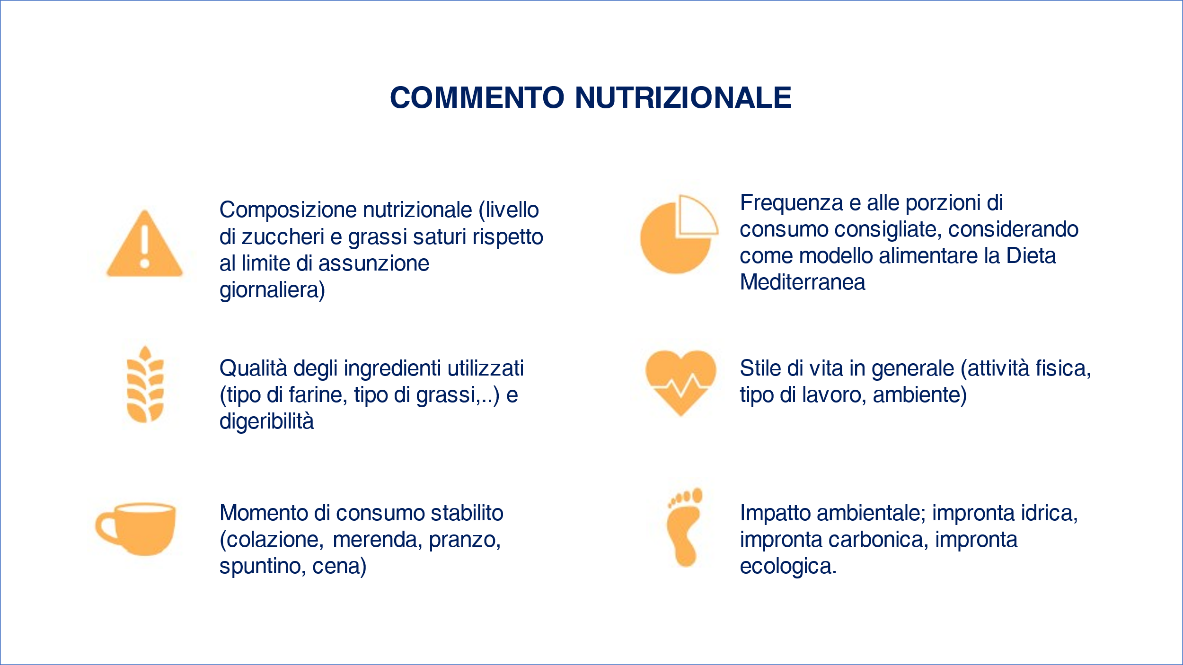 COMMENTO NUTRIZIONALE
Composizione nutrizionale (livello
di zuccheri e grassi saturi rispetto
al limite di assunzione
giornaliera)
Qualità degli ingredienti utilizzati
(tipo di farine, tipo di grassi,..) e
digeribilità
Momento di consumo stabilito
(colazione, merenda, pranzo,
spuntino, cena)
Frequenza e alle porzioni di
consumo consigliate, considerando
come modello alimentare la Dieta
Mediterranea
Stile di vita in generale (attività fisica,
tipo di lavoro, ambiente)
Impatto ambientale; impronta idrica,
impronta carbonica, impronta
ecologica.